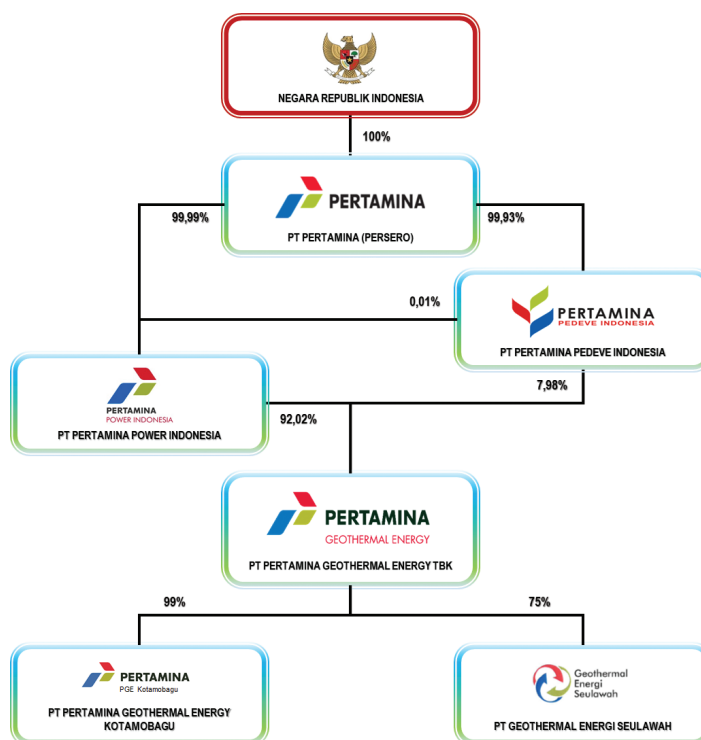 NEGARA REPUBLIK INDONESIA
100%
PERTAMINA
PT PERTAMINA (PERSERO)
99,99%
99,93%
0,01%
PERTAMINA
PEDEVE INDONESIA
PT PERTAMINA PEDEVE INDONESIA
7,98%
PERTAMINA
POWER INDONESIA
PT PERTAMINA POWER INDONESIA
92,02%
PERTAMINA
GEOTHERMAL ENERGY
PT PERTAMINA GEOTHERMAL ENERGY TBK
99%
75%
PERTAMINA
PGE Kotamobagu
PT PERTAMINA GEOTHERMAL ENERGY
KOTAMOBAGU
Geothermal
Energi
Seulawah
PT GEOTHERMAL ENERGI SEULAWAH